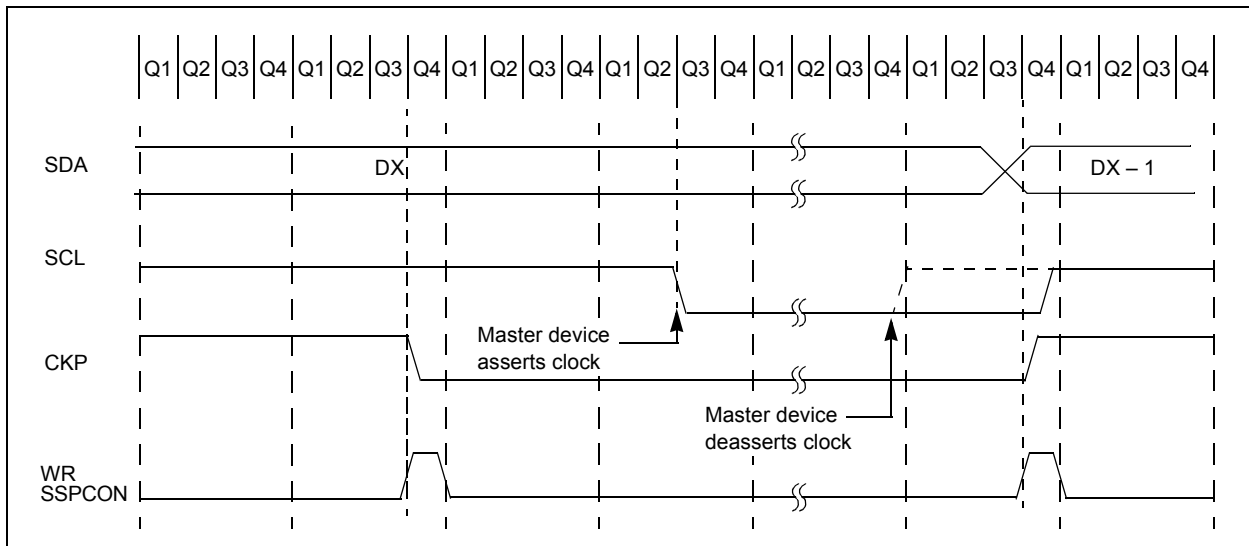 Q1 Q2 Q3 Q4 Q1 Q2 Q3 Q4 Q1 Q2 Q3 Q4 Q1 Q2 Q3 Q4 Q1 Q2 Q3 Q4 Q1 Q2 Q3 Q4 Q1 Q2 Q3 Q4
SDA
DX
DX – 1
SCL
Master device
asserts clock
CKP
Master device
deasserts clock
WR
SSPCON